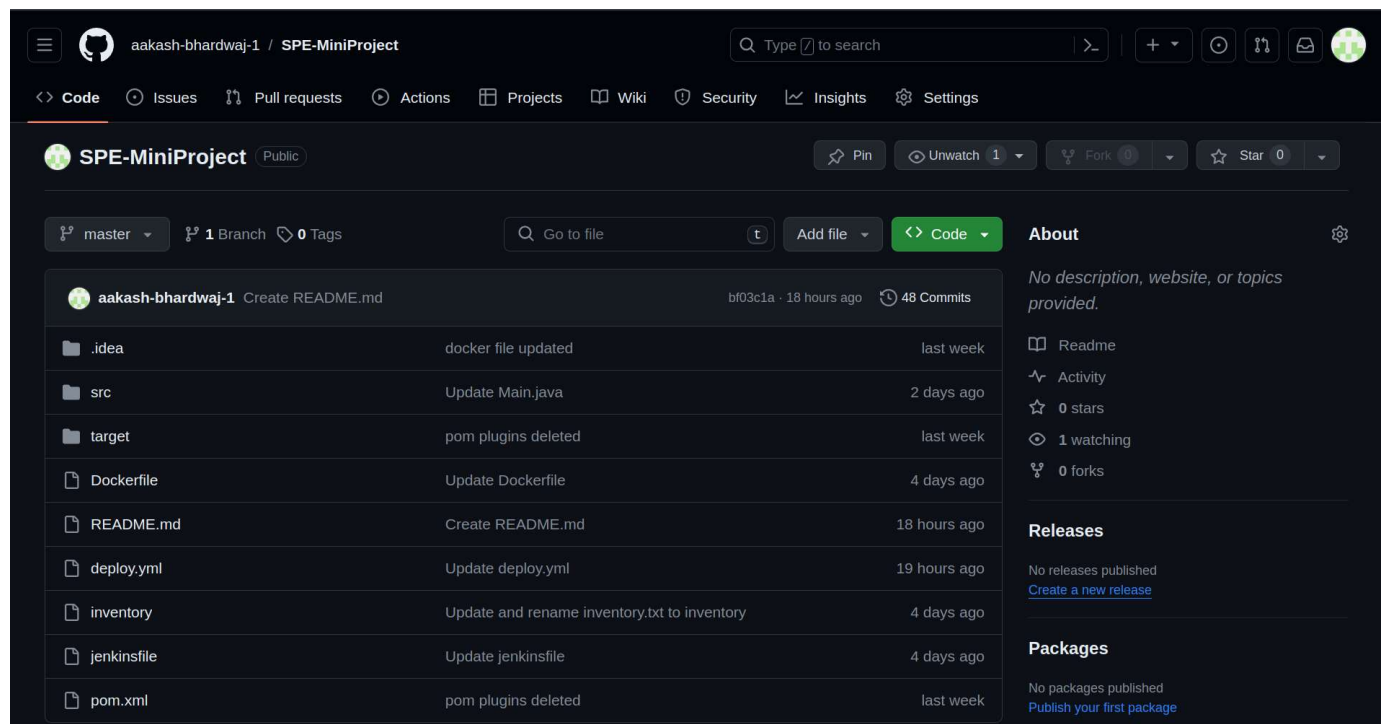 aakash-bhardwaj-1 / SPE-MiniProject Type / to search
Code Issues Pull requests Actions Projects Wiki Security Insights Settings
SPE-MiniProject Public Pin Unwatch 1 Fork 0 Star 0
master 1 Branch 0 Tags Go to file t Add file Code About
No description, website, or topics
provided.
aakash-bhardwaj-1 Create README.md bf03c1a · 18 hours ago 48 Commits
.idea docker file updated last week
src Update Main.java 2 days ago
target pom plugins deleted last week
Dockerfile Update Dockerfile 4 days ago
README.md Create README.md 18 hours ago
deploy.yml Update deploy.yml 19 hours ago
inventory Update and rename inventory.txt to inventory 4 days ago
jenkinsfile Update jenkinsfile 4 days ago
pom.xml pom plugins deleted last week
Readme
Activity
0 stars
1 watching
0 forks
Releases
No releases published
Create a new release
Packages
No packages published
Publish your first package